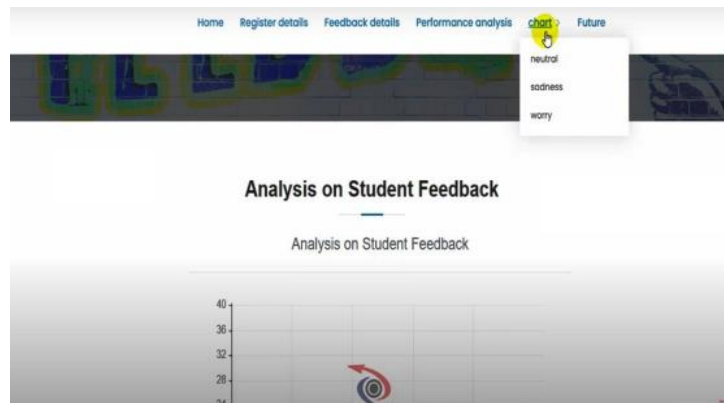 Home Register details Feedback details Performance analysis chart Future
neutral
sadness
worry
Analysis on Student Feedback
Analysis on Student Feedback
40
36
32
28
24